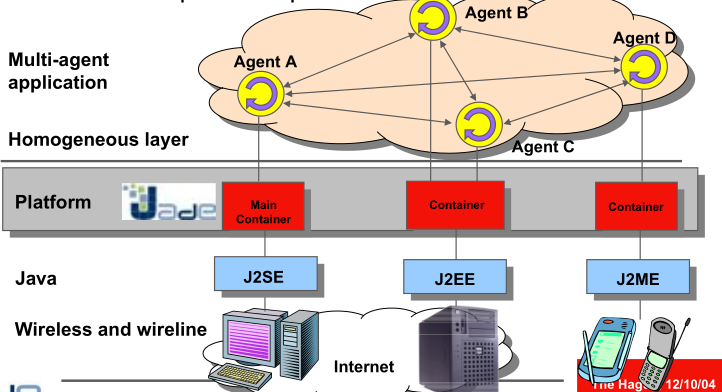 Agent B
Agent D
Multi-agent
application
Agent A
Homogeneous layer
Agent C
Platform
Jade
Main
Container
Container
Container
Java
J2SE
J2EE
J2ME
Wireless and wireline
Internet
The Hague 12/10/04